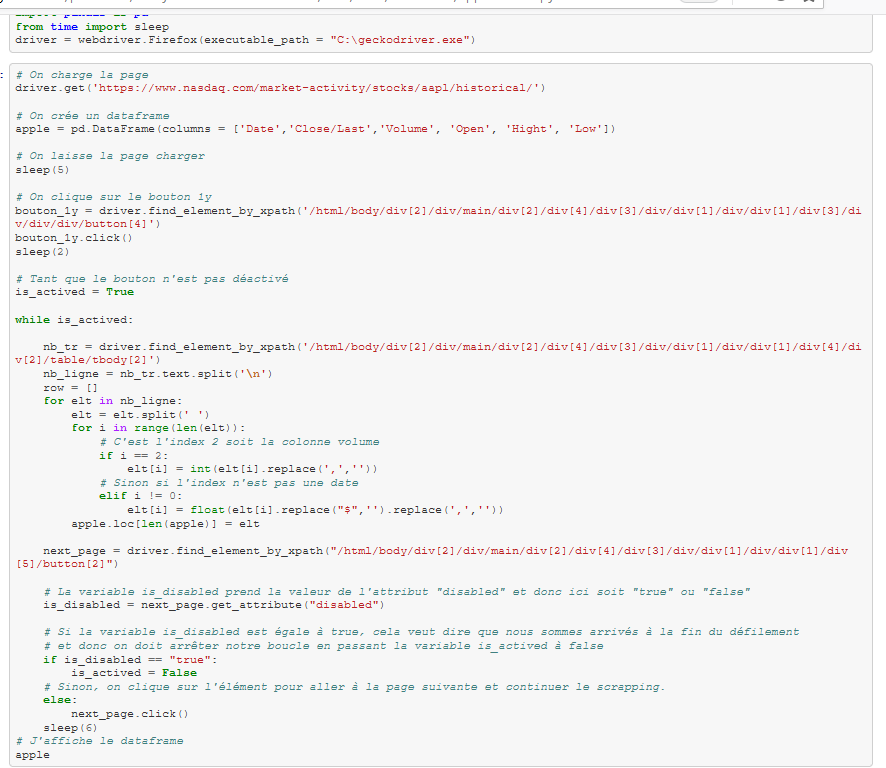 from time import sleep
driver = webdriver.Firefox(executable_path = "C:\geckodriver.exe")
:
# On charge la page
driver.get('https://www.nasdaq.com/market-activity/stocks/aapl/historical/')
# On crée un dataframe
apple = pd.DataFrame(columns = ['Date','Close/Last','Volume', 'Open', 'Hight', 'Low'])
# On laisse la page charger
sleep(5)
# On clique sur le bouton 1y
bouton_1y = driver.find_element_by_xpath('/html/body/div[2]/div/main/div[2]/div[4]/div[3]/div/div[1]/div/div[1]/div[3]/di
v/div/div/button[4]')
bouton_1y.click()
sleep(2)
# Tant que le bouton n'est pas déactivé
is_actived = True
while is_actived:
    nb_tr = driver.find_element_by_xpath('/html/body/div[2]/div/main/div[2]/div[4]/div[3]/div/div[1]/div/div[1]/div[4]/di
v[2]/table/tbody[2]')
    nb_ligne = nb_tr.text.split('\n')
    row = []
    for elt in nb_ligne:
        elt = elt.split(' ')
        for i in range(len(elt)):
            # C'est l'index 2 soit la colonne volume
            if i == 2:
                elt[i] = int(elt[i].replace(',',''))
            # Sinon si l'index n'est pas une date
            elif i != 0:
                elt[i] = float(elt[i].replace("$",'').replace(',',''))
        apple.loc[len(apple)] = elt
    next_page = driver.find_element_by_xpath("/html/body/div[2]/div/main/div[2]/div[4]/div[3]/div/div[1]/div/div[1]/div
[5]/button[2]")
    # La variable is_disabled prend la valeur de l'attribut "disabled" et donc ici soit "true" ou "false"
    is_disabled = next_page.get_attribute("disabled")
    # Si la variable is_disabled est égale à true, cela veut dire que nous sommes arrivés à la fin du défilement
    # et donc on doit arrêter notre boucle en passant la variable is_actived à false
    if is_disabled == "true":
        is_actived = False
    # Sinon, on clique sur l'élément pour aller à la page suivante et continuer le scrapping.
    else:
        next_page.click()
    sleep(6)
# J'affiche le dataframe
apple